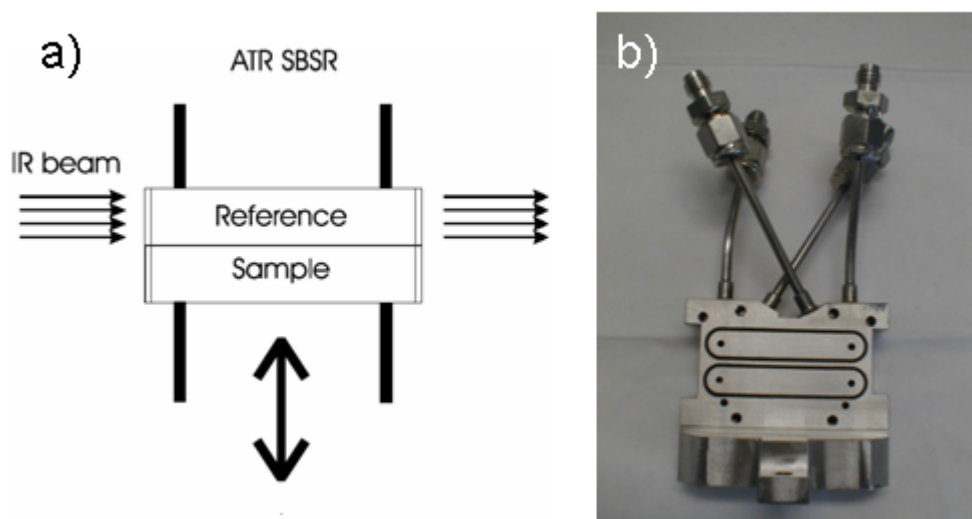 a)
ATR SBSR
IR beam
Reference
Sample
b)